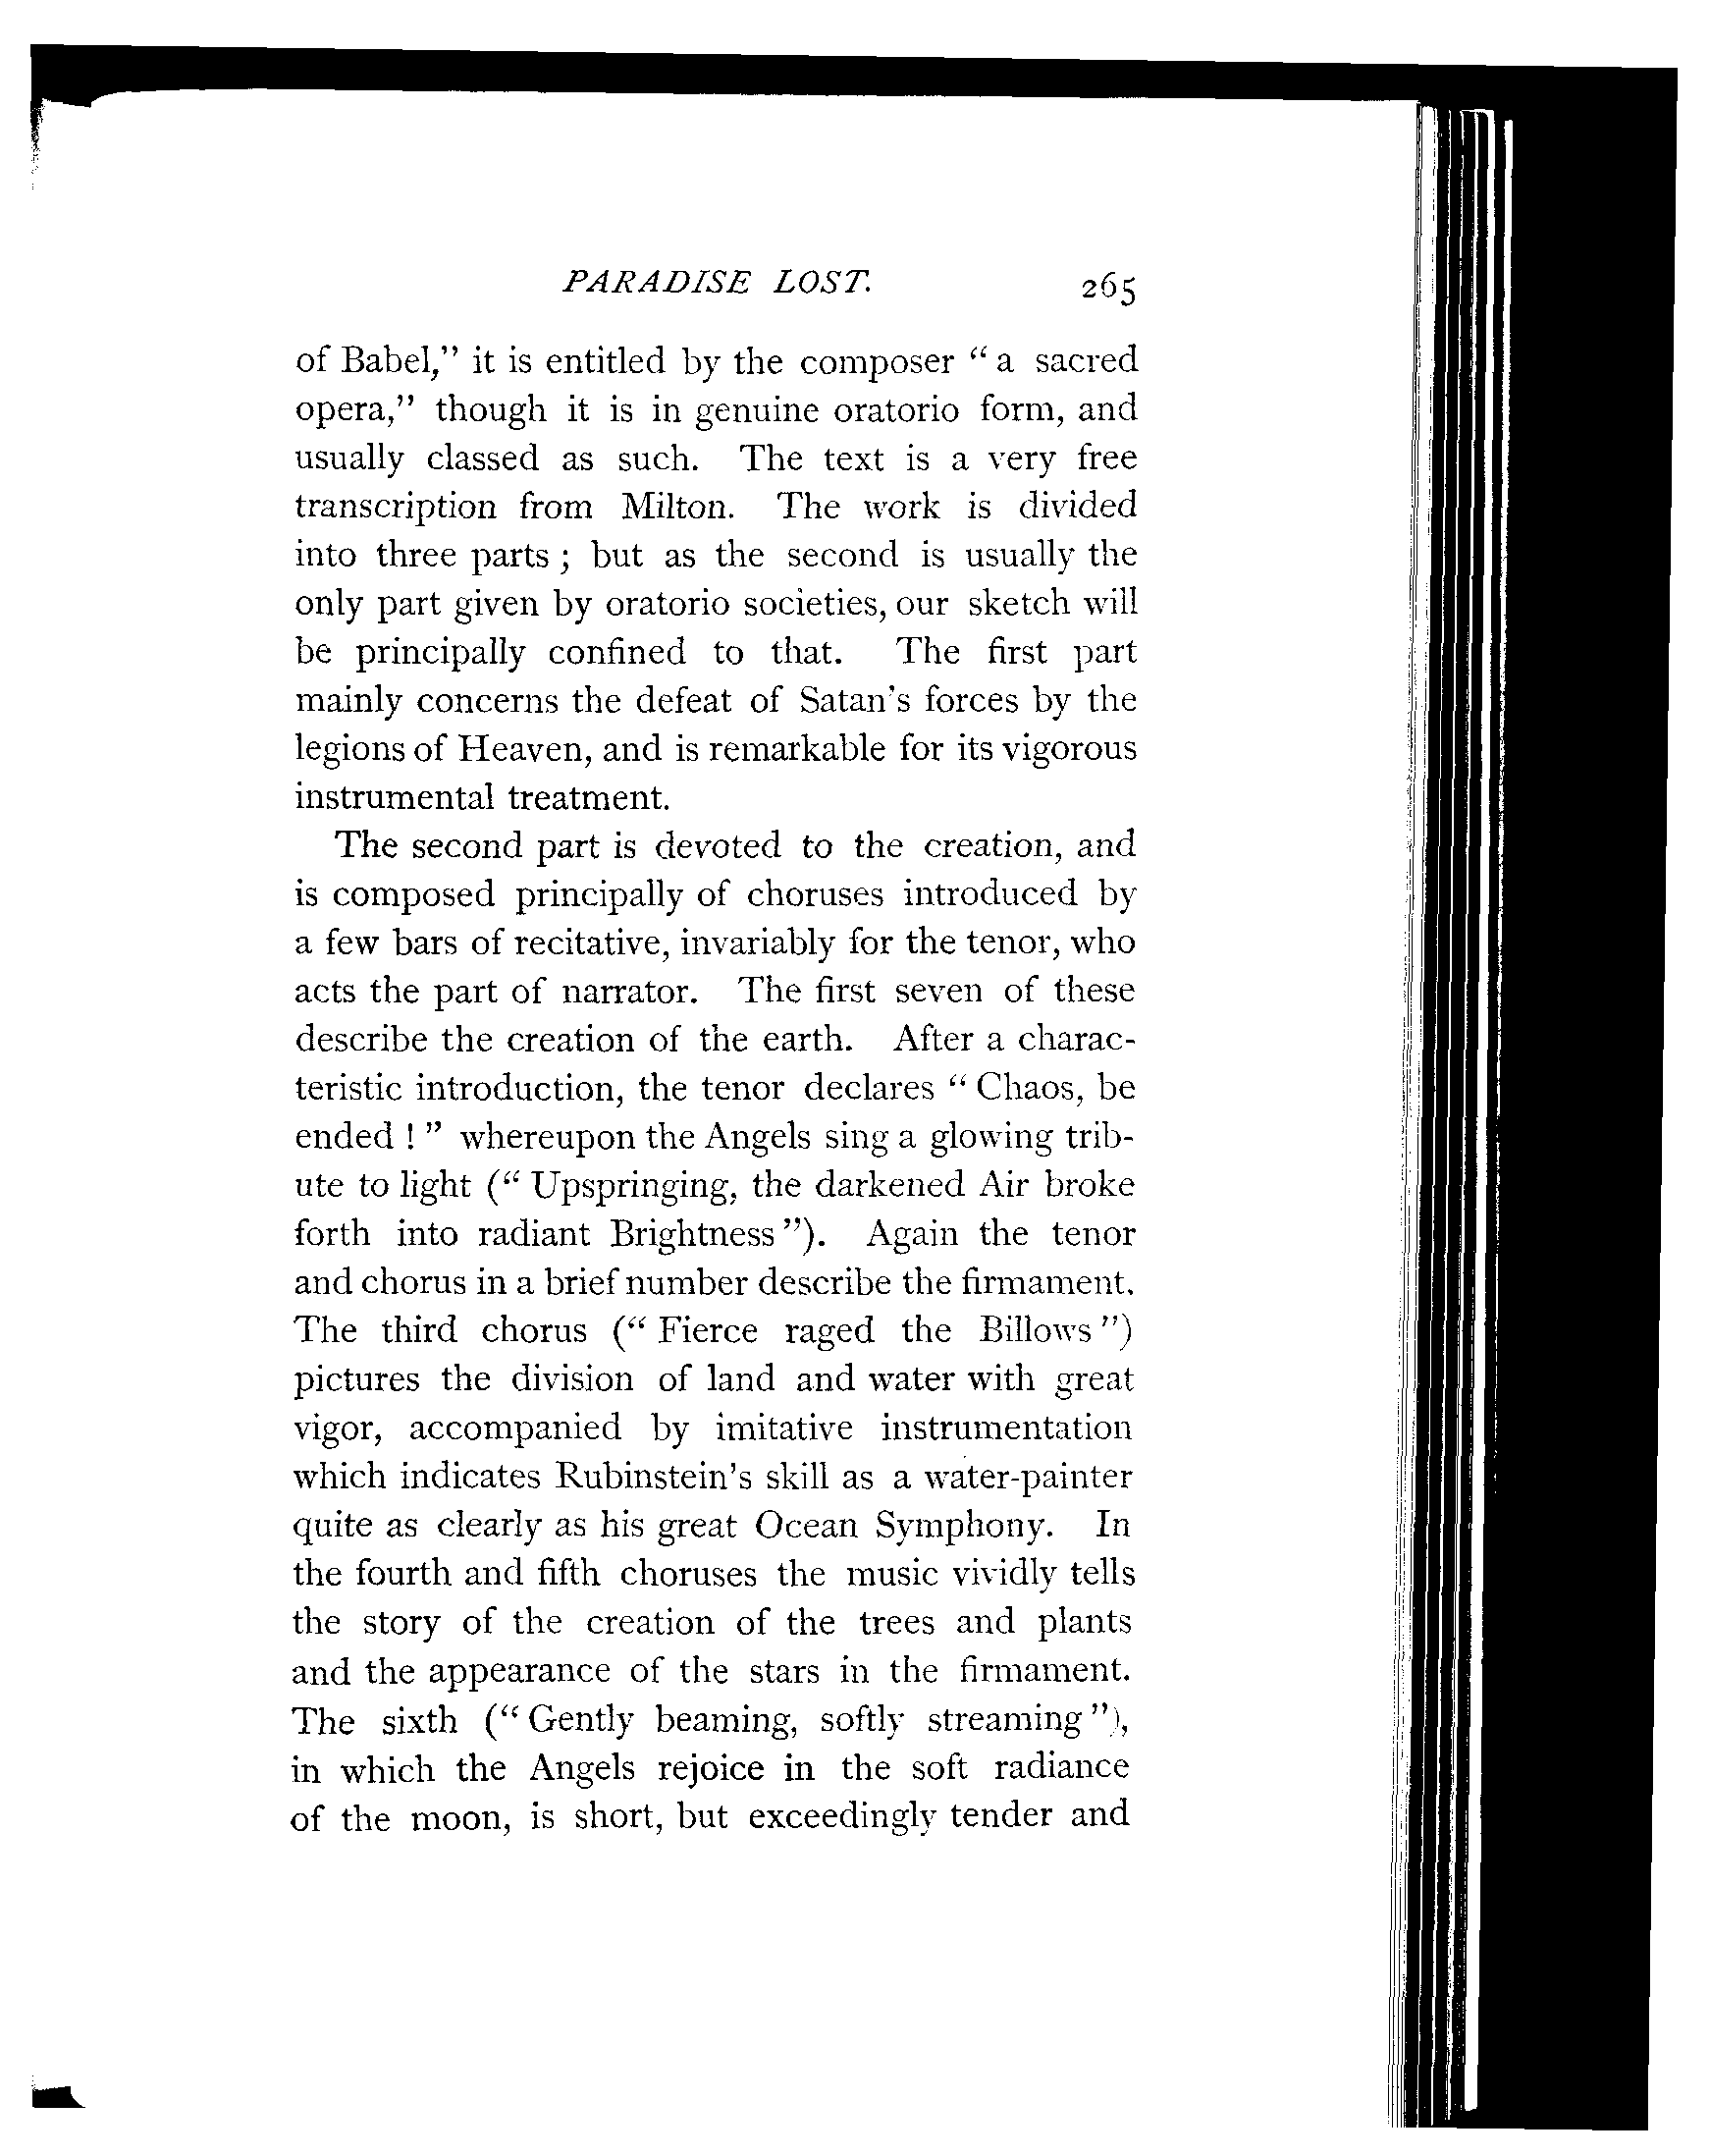 PARADISE LOST. 265
of Babel," it is entitled by the composer "a sacred
opera," though it is in genuine oratorio form, and
usually classed as such. The text is a very free
transcription from Milton. The work is divided
into three parts; but as the second is usually the
only part given by oratorio societies, our sketch will
be principally confined to that. The first part
mainly concerns the defeat of Satan's forces by the
legions of Heaven, and is remarkable for its vigorous
instrumental treatment.
The second part is devoted to the creation, and
is composed principally of choruses introduced by
a few bars of recitative, invariably for the tenor, who
acts the part of narrator. The first seven of these
describe the creation of the earth. After a charac-
teristic introduction, the tenor declares "Chaos, be
ended!" whereupon the Angels sing a glowing trib-
ute to light ("Upspringing, the darkened Air broke
forth into radiant Brightness"). Again the tenor
and chorus in a brief number describe the firmament.
The third chorus ("Fierce raged the Billows")
pictures the division of land and water with great
vigor, accompanied by imitative instrumentation
which indicates Rubinstein's skill as a water-painter
quite as clearly as his great Ocean Symphony. In
the fourth and fifth choruses the music vividly tells
the story of the creation of the trees and plants
and the appearance of the stars in the firmament.
The sixth ("Gently beaming, softly streaming"),
in which the Angels rejoice in the soft radiance
of the moon, is short, but exceedingly tender and